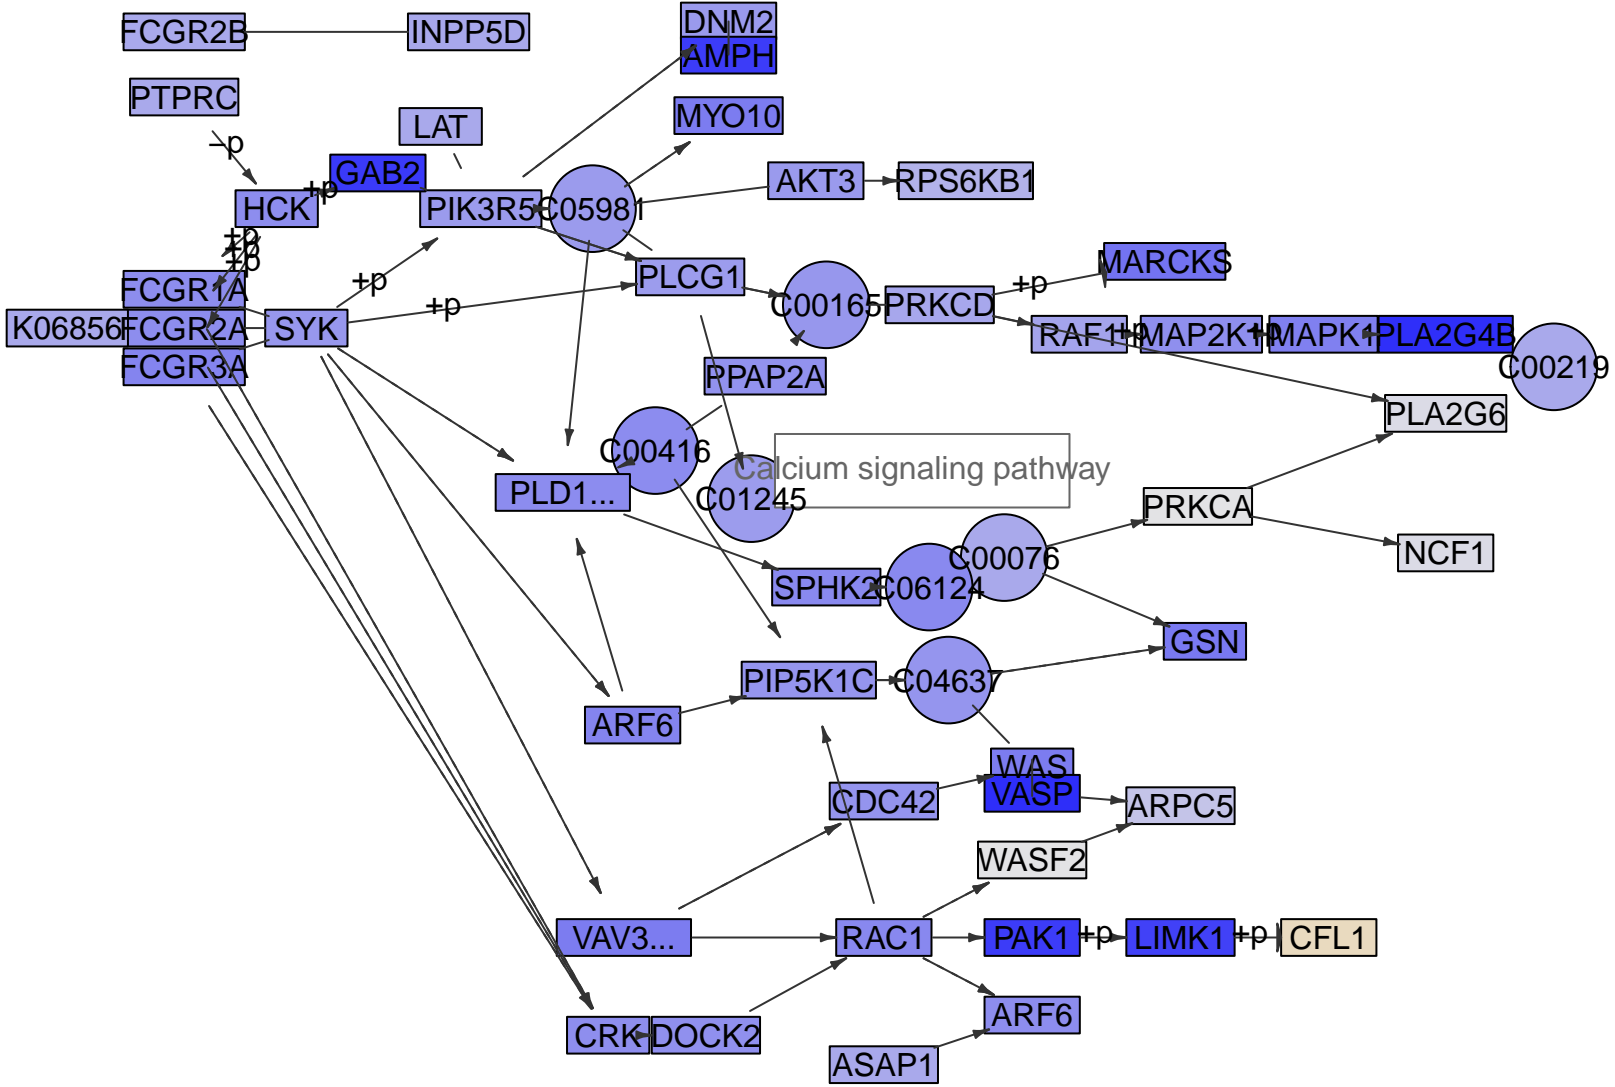 FCGR2B
INPP5D
DNM2
AMPH
PTPRC
LAT
MYO10
−p
GAB2
+p
HCK
PIK3R5
C05981
AKT3
RPS6KB1
+p
+p
+p
FCGR1A
+p
PLCG1
C00165
PRKCD
+p
MARCKS
K06856
FCGR2A
SYK
+p
RAF1
+p
MAP2K1
+p
MAPK1
+p
PLA2G4B
FCGR3A
PPAP2A
C00219
PLA2G6
C00416
Calcium signaling pathway
PLD1...
C01245
PRKCA
NCF1
C00076
SPHK2
C06124
GSN
PIP5K1C
C04637
ARF6
WAS
VASP
CDC42
ARPC5
WASF2
VAV3...
RAC1
PAK1
+p
LIMK1
+p
CFL1
ARF6
CRK
DOCK2
ASAP1